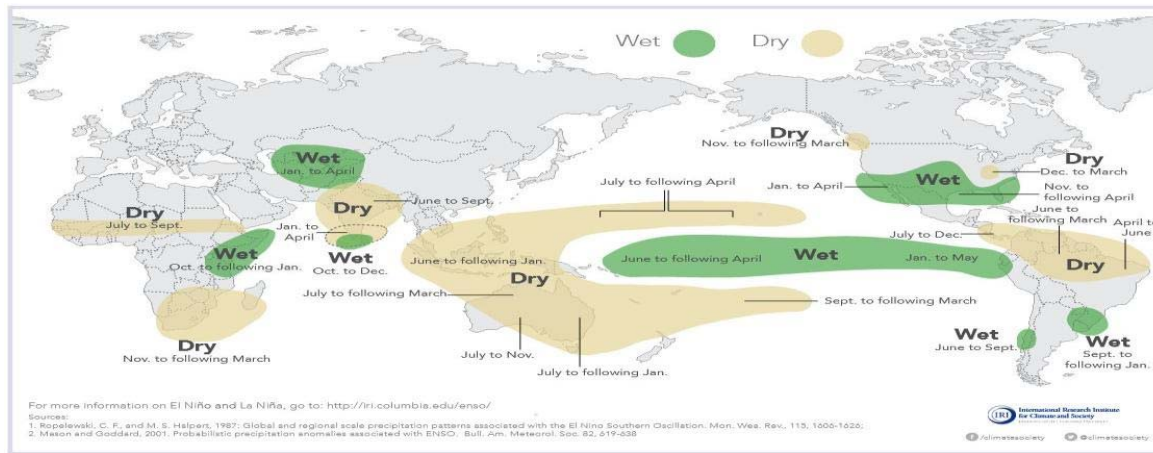 Wet
Dry
Dry
Nov. to following March
Wet
Jan. to April
Dry
Dec. to March
July to following April
Jan. to April
Wet
Nov. to
following April
June to Sept.
Dry
Dry
July to Sept.
Jan. to
April
June to
following March
April to
June
July to Dec.
Wet
Oct. to following Jan.
Wet
Oct. to Dec.
June to following Jan.
Dry
June to following April
Wet
Jan. to May
Dry
July to following March
Sept. to following March
Dry
Nov. to following March
July to Nov.
July to following Jan.
Wet
June to Sept.
Wet
Sept. to
following Jan.
For more information on El Niño and La Niña, go to: http://iri.columbia.edu/enso/
Sources:
1. Ropelewski, C. F., and M. S. Halpert, 1987: Global and regional scale precipitation patterns associated with the El Nino Southern Oscillation. Mon. Wea. Rev., 115, 1606-1626;
2. Mason and Goddard, 2001. Probabilistic precipitation anomalies associated with ENSO. Bull. Am. Meteorol. Soc. 82, 619-638
IRI
International Research Institute
for Climate and Society
/climatesociety
@climatesociety